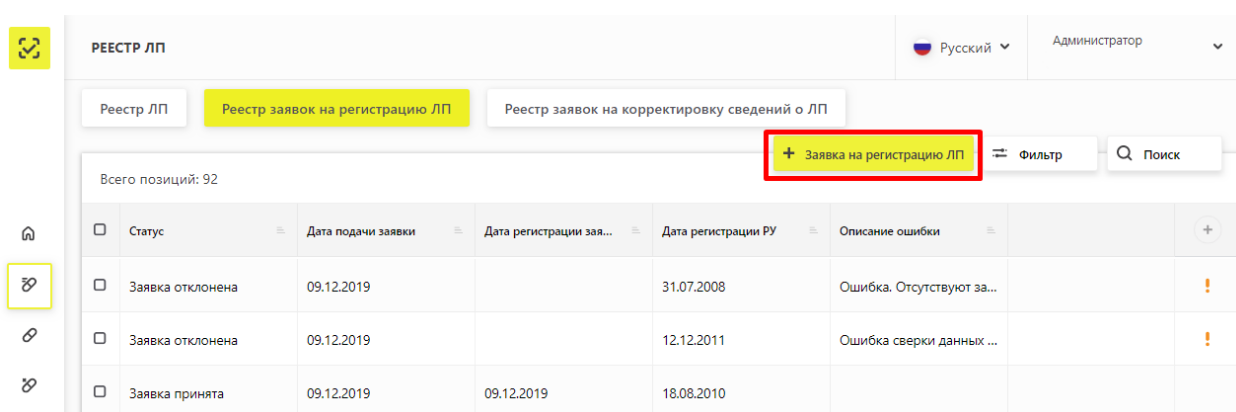 РЕЕСТР ЛП
Русский
Администратор
Реестр ЛП
Реестр заявок на регистрацию ЛП
Реестр заявок на корректировку сведений о ЛП
+ Заявка на регистрацию ЛП
Фильтр
Поиск
Всего позиций: 92
Статус Дата подачи заявки Дата регистрации зая... Дата регистрации РУ Описание ошибки +
Заявка отклонена 09.12.2019 31.07.2008 Ошибка. Отсутствуют за... !
Заявка отклонена 09.12.2019 12.12.2011 Ошибка сверки данных ... !
Заявка принята 09.12.2019 09.12.2019 18.08.2010